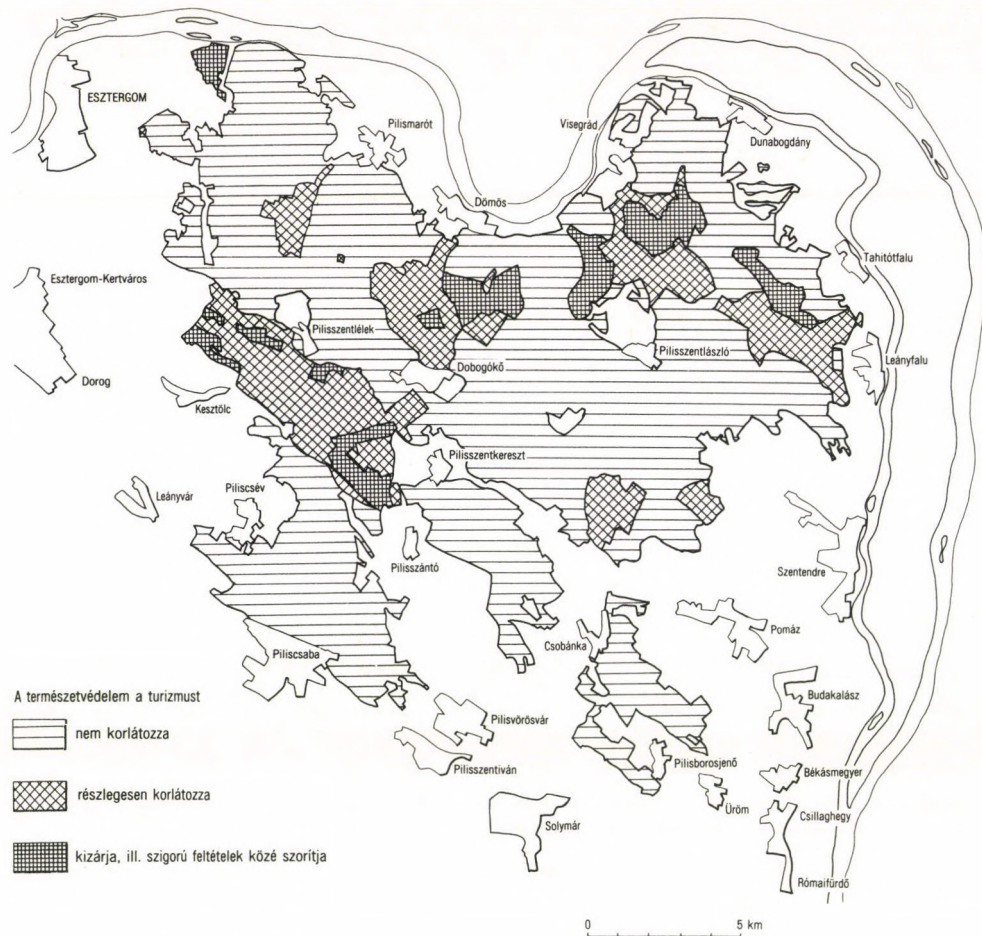 ESZTERGOM
Pilismarót
Visegrád
Dunabogdány
Dömös
Tahitótfalu
Esztergom-Kertváros
Pilisszentlélek
Pilisszentlászló
Leányfalu
Dobogókő
Dorog
Kesztölc
Pilisszentkereszt
Leányvár
Piliscsév
Pilisszántó
Szentendre
Csobánka
Pomáz
Piliscsaba
Budakalász
Pilisvörösvár
Pilisszentiván
Pilisborosjenő
Békásmegyer
Üröm
Csillaghegy
Solymár
Rómaifürdő
A természetvédelem a turizmust
nem korlátozza
részlegesen korlátozza
kizárja, ill. szigorú feltételek közé szorítja
0 5 km